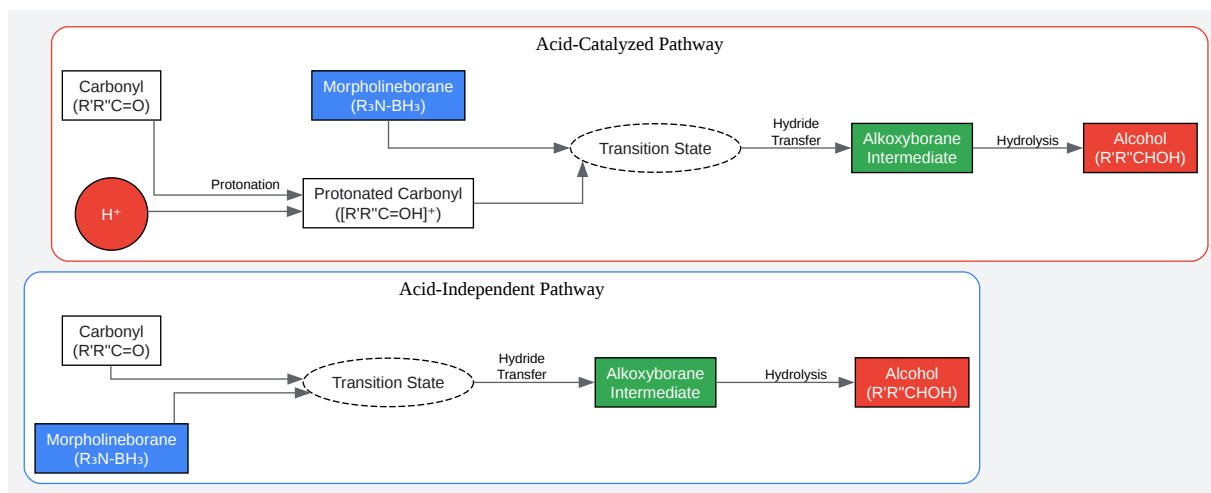 Acid-Catalyzed Pathway
Carbonyl
(R'R"C=O)
Morpholineborane
(R₃N-BH₃)
Protonation
H⁺
Protonated Carbonyl
([R'R"C=OH]⁺)
Transition State
Hydride
Transfer
Alkoxyborane
Intermediate
Hydrolysis
Alcohol
(R'R"CHOH)
Acid-Independent Pathway
Carbonyl
(R'R"C=O)
Morpholineborane
(R₃N-BH₃)
Transition State
Hydride
Transfer
Alkoxyborane
Intermediate
Hydrolysis
Alcohol
(R'R"CHOH)